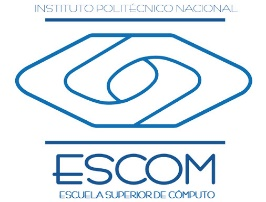 INSTITUTO POLITÉCNICO NACIONAL
ESCOM
ESCUELA SUPERIOR DE CÓMPUTO